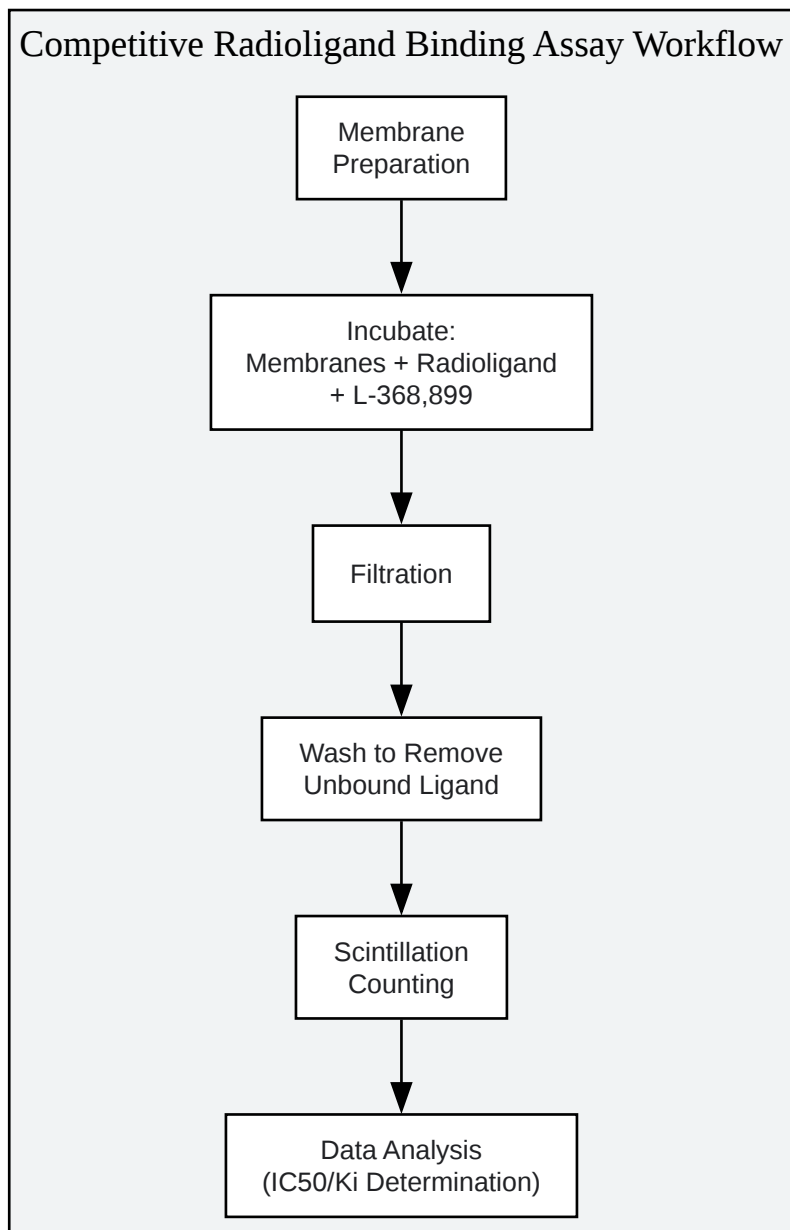 Competitive Radioligand Binding Assay Workflow
Membrane
Preparation
Incubate:
Membranes + Radioligand
+ L-368,899
Filtration
Wash to Remove
Unbound Ligand
Scintillation
Counting
Data Analysis
(IC50/Ki Determination)